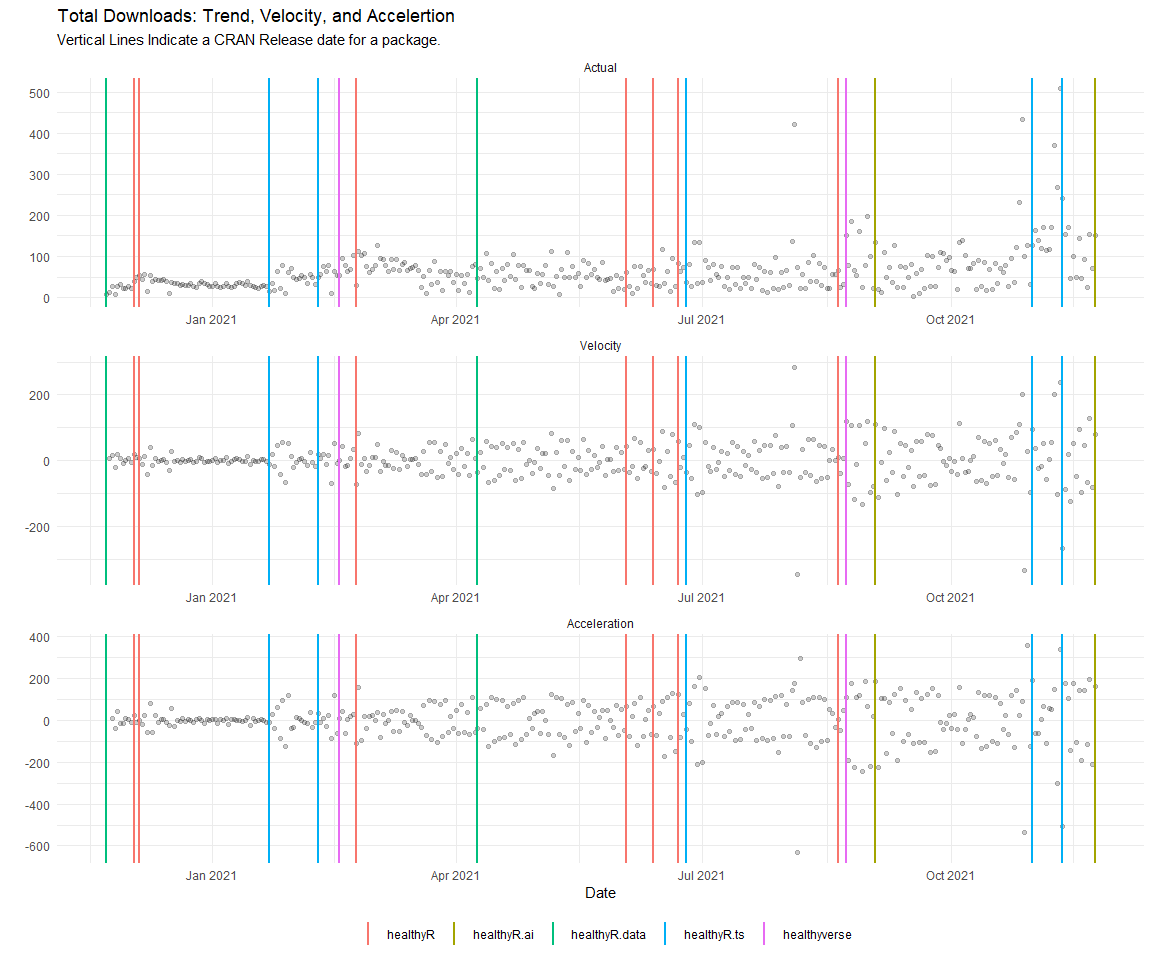 Total Downloads: Trend, Velocity, and Accelertion
Vertical Lines Indicate a CRAN Release date for a package.
Actual
500
400
300
200
100
0
Jan 2021 Apr 2021 Jul 2021 Oct 2021
Velocity
200
0
-200
Jan 2021 Apr 2021 Jul 2021 Oct 2021
Acceleration
400
200
0
-200
-400
-600
Jan 2021 Apr 2021 Jul 2021 Oct 2021
Date
healthyR healthyR.ai healthyR.data healthyR.ts healthyverse